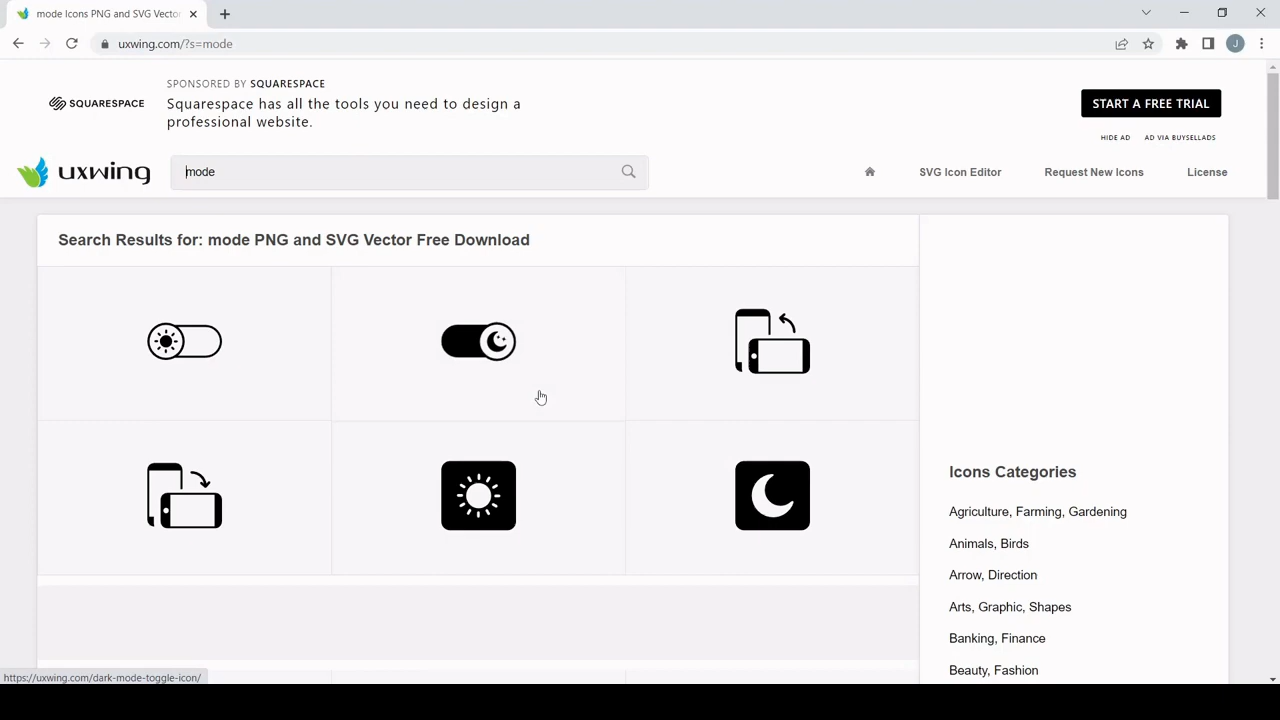 mode Icons PNG and SVG Vector
uxwing.com/?s=mode
J
SPONSORED BY SQUARESPACE
SQUARESPACE
Squarespace has all the tools you need to design a
professional website.
START A FREE TRIAL
HIDE AD
AD VIA BUYSELLADS
uxwing
mode
SVG Icon Editor
Request New Icons
License
Search Results for: mode PNG and SVG Vector Free Download
Icons Categories
Agriculture, Farming, Gardening
Animals, Birds
Arrow, Direction
Arts, Graphic, Shapes
Banking, Finance
Beauty, Fashion
https://uxwing.com/dark-mode-toggle-icon/